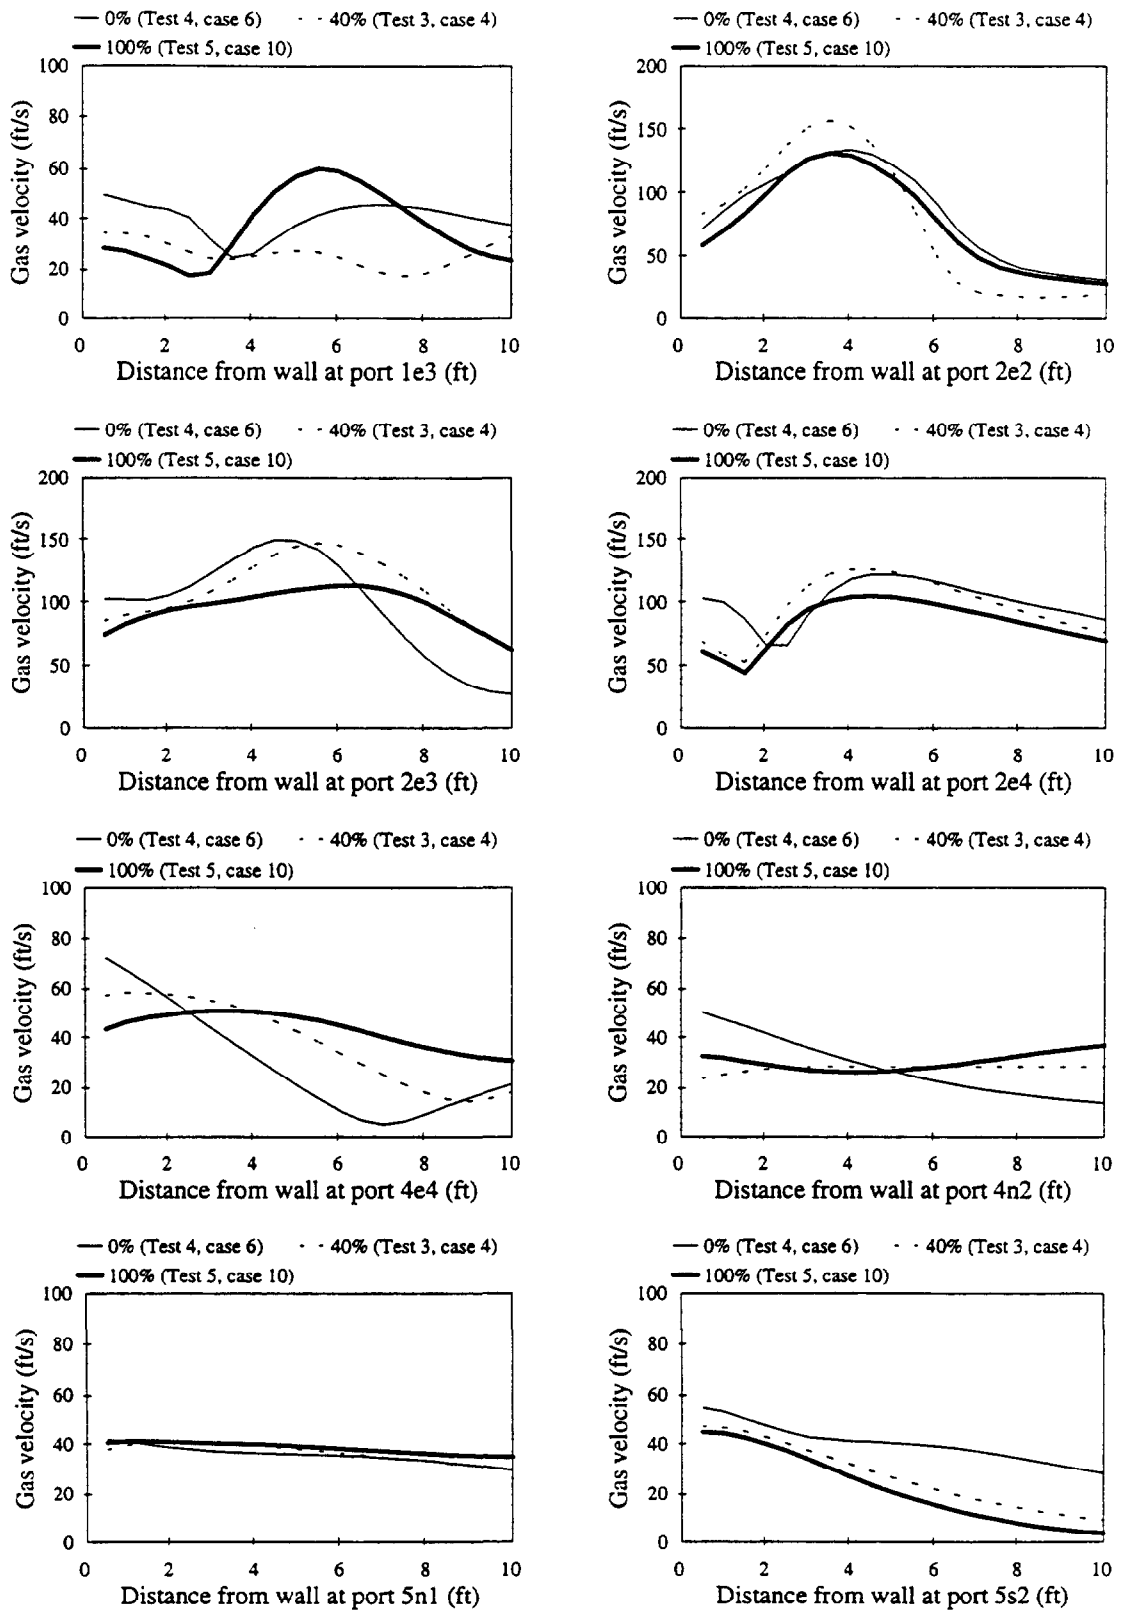 0% (Test 4, case 6) 40% (Test 3, case 4)
100% (Test 5, case 10)
100
80
60
40
20
0
Gas velocity (ft/s)
0 2 4 6 8 10
Distance from wall at port 1e3 (ft)
0% (Test 4, case 6) 40% (Test 3, case 4)
100% (Test 5, case 10)
200
150
100
50
0
Gas velocity (ft/s)
0 2 4 6 8 10
Distance from wall at port 2e2 (ft)
0% (Test 4, case 6) 40% (Test 3, case 4)
100% (Test 5, case 10)
200
150
100
50
0
Gas velocity (ft/s)
0 2 4 6 8 10
Distance from wall at port 2e3 (ft)
0% (Test 4, case 6) 40% (Test 3, case 4)
100% (Test 5, case 10)
200
150
100
50
0
Gas velocity (ft/s)
0 2 4 6 8 10
Distance from wall at port 2e4 (ft)
0% (Test 4, case 6) 40% (Test 3, case 4)
100% (Test 5, case 10)
100
80
60
40
20
0
Gas velocity (ft/s)
0 2 4 6 8 10
Distance from wall at port 4e4 (ft)
0% (Test 4, case 6) 40% (Test 3, case 4)
100% (Test 5, case 10)
100
80
60
40
20
0
Gas velocity (ft/s)
0 2 4 6 8 10
Distance from wall at port 4n2 (ft)
0% (Test 4, case 6) 40% (Test 3, case 4)
100% (Test 5, case 10)
100
80
60
40
20
0
Gas velocity (ft/s)
0 2 4 6 8 10
Distance from wall at port 5n1 (ft)
0% (Test 4, case 6) 40% (Test 3, case 4)
100% (Test 5, case 10)
100
80
60
40
20
0
Gas velocity (ft/s)
0 2 4 6 8 10
Distance from wall at port 5s2 (ft)